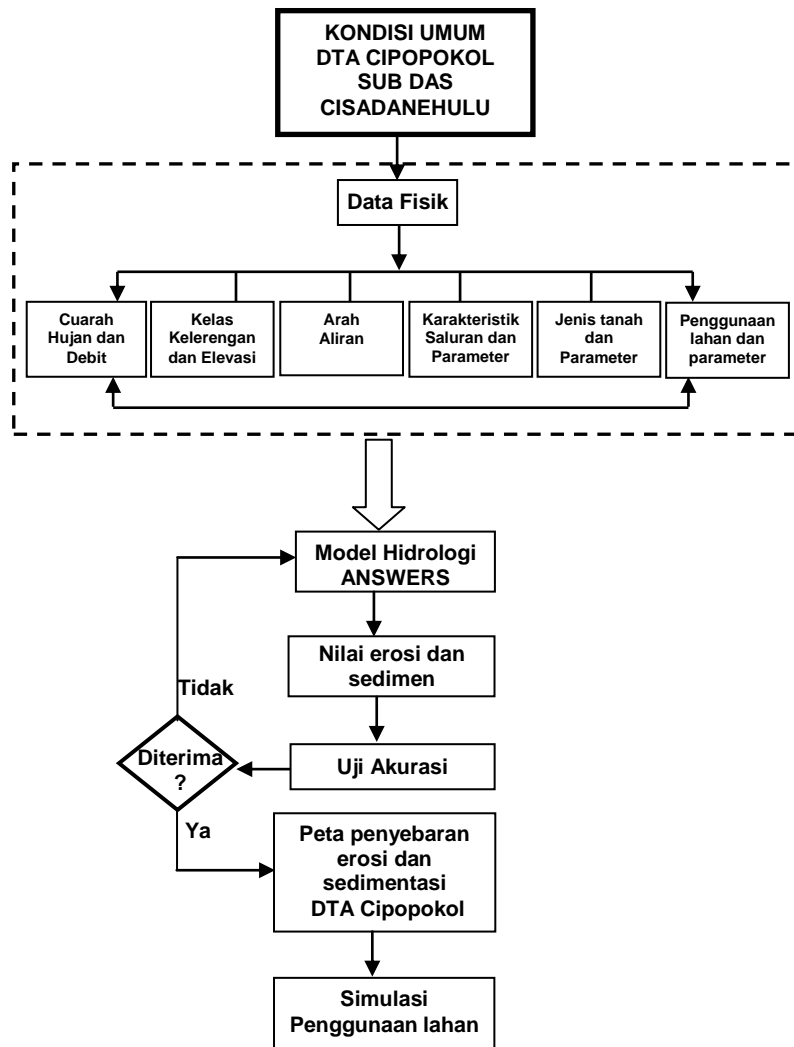 KONDISI UMUM
DTA CIPOPOKOL
SUB DAS
CISADANEHULU
Data Fisik
Cuarah
Hujan dan
Debit
Kelas
Kelerengan
dan Elevasi
Arah
Aliran
Karakteristik
Saluran dan
Parameter
Jenis tanah
dan
Parameter
Penggunaan
lahan dan
parameter
Model Hidrologi
ANSWERS
Nilai erosi dan
sedimen
Tidak
Diterima
?
Uji Akurasi
Ya
Peta penyebaran
erosi dan
sedimentasi
DTA Cipopokol
Simulasi
Penggunaan lahan